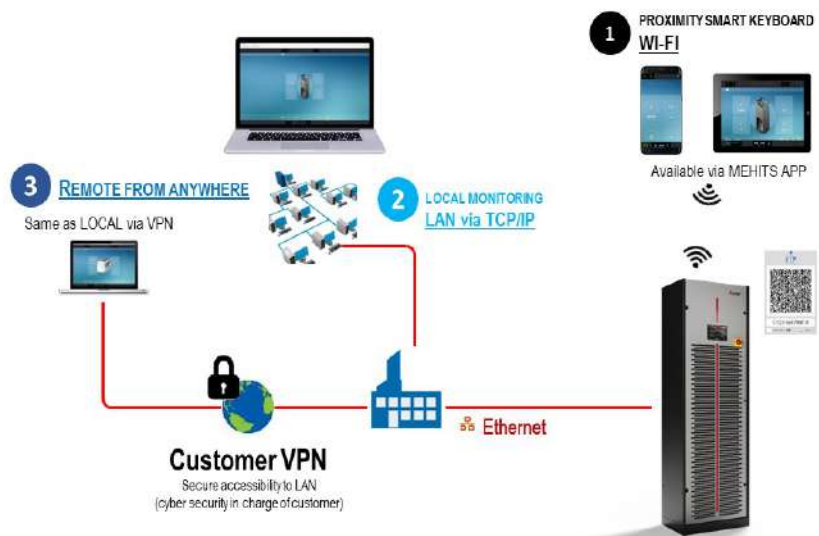 1
PROXIMITY SMART KEYBOARD
WI-FI
Available via MEHITS APP
3
REMOTE FROM ANYWHERE
Same as LOCAL via VPN
2
LOCAL MONITORING
LAN via TCP/IP
Ethernet
Customer VPN
Secure accessibility to LAN
(cyber security in charge of customer)